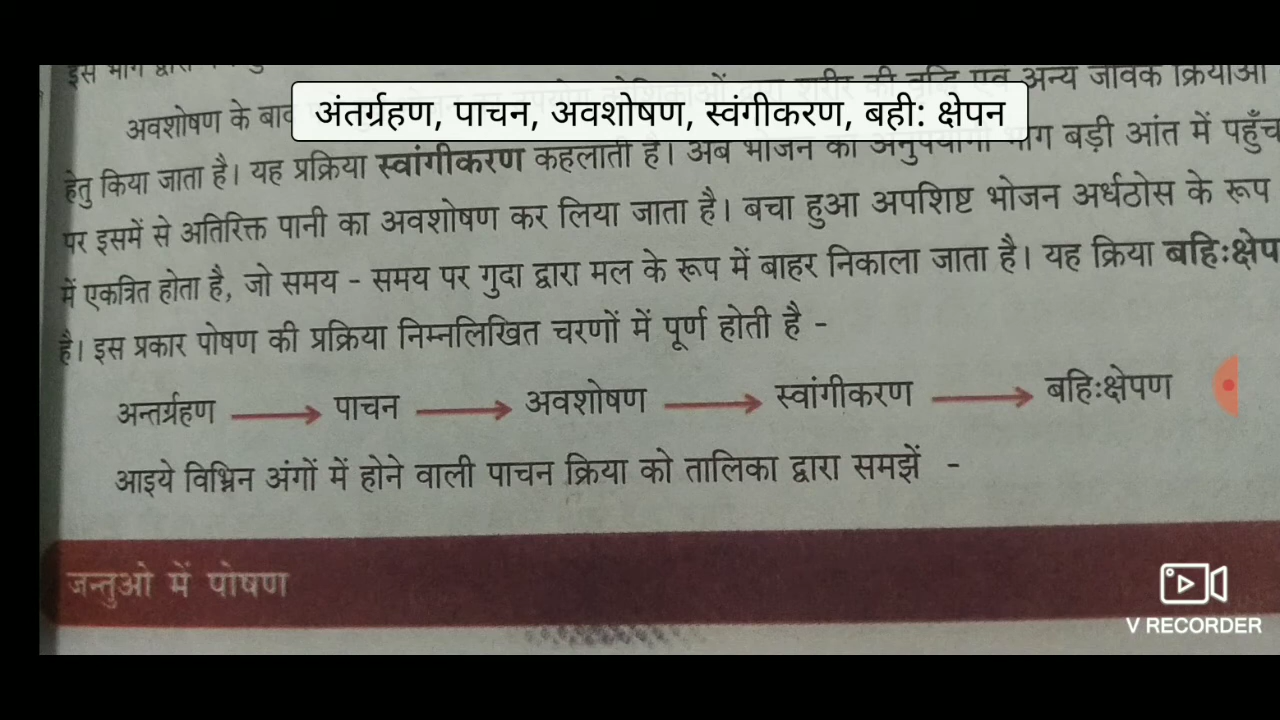 इस भाग द्वारा
अंतर्ग्रहण, पाचन, अवशोषण, स्वंगीकरण, बही: क्षेपन
अवशोषण के बाद शरीर की वृद्धि एवं अन्य जैविक क्रियाओं
हेतु किया जाता है। यह प्रक्रिया स्वांगीकरण कहलाती है। अब भोजन का अनुपयोगी भाग बड़ी आंत में पहुँच
पर इसमें से अतिरिक्त पानी का अवशोषण कर लिया जाता है। बचा हुआ अपशिष्ट भोजन अर्धठोस के रूप
में एकत्रित होता है, जो समय - समय पर गुदा द्वारा मल के रूप में बाहर निकाला जाता है। यह क्रिया बहिःक्षेप
है। इस प्रकार पोषण की प्रक्रिया निम्नलिखित चरणों में पूर्ण होती है -
अन्तर्ग्रहण → पाचन → अवशोषण → स्वांगीकरण → बहिःक्षेपण
आइये विभिन्न अंगों में होने वाली पाचन क्रिया को तालिका द्वारा समझें -
जन्तुओ में पोषण
V RECORDER